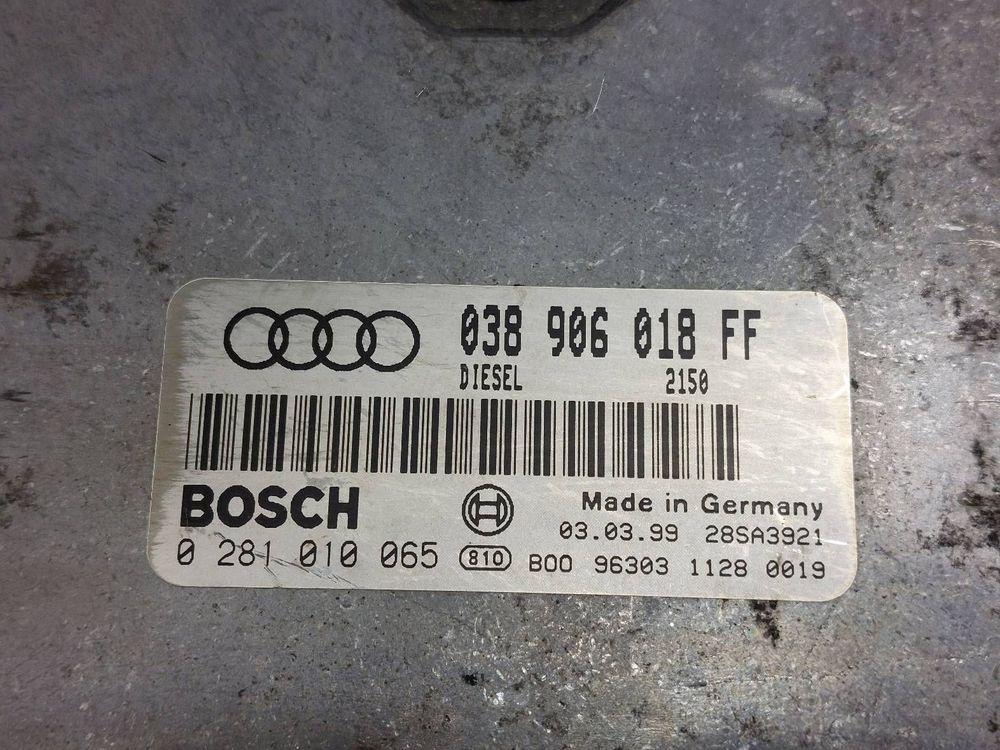 038 906 018 FF
DIESEL 2150
BOSCH
Made in Germany
03.03.99 28SA3921
0 281 010 065 810 B00 96303 1128 0019